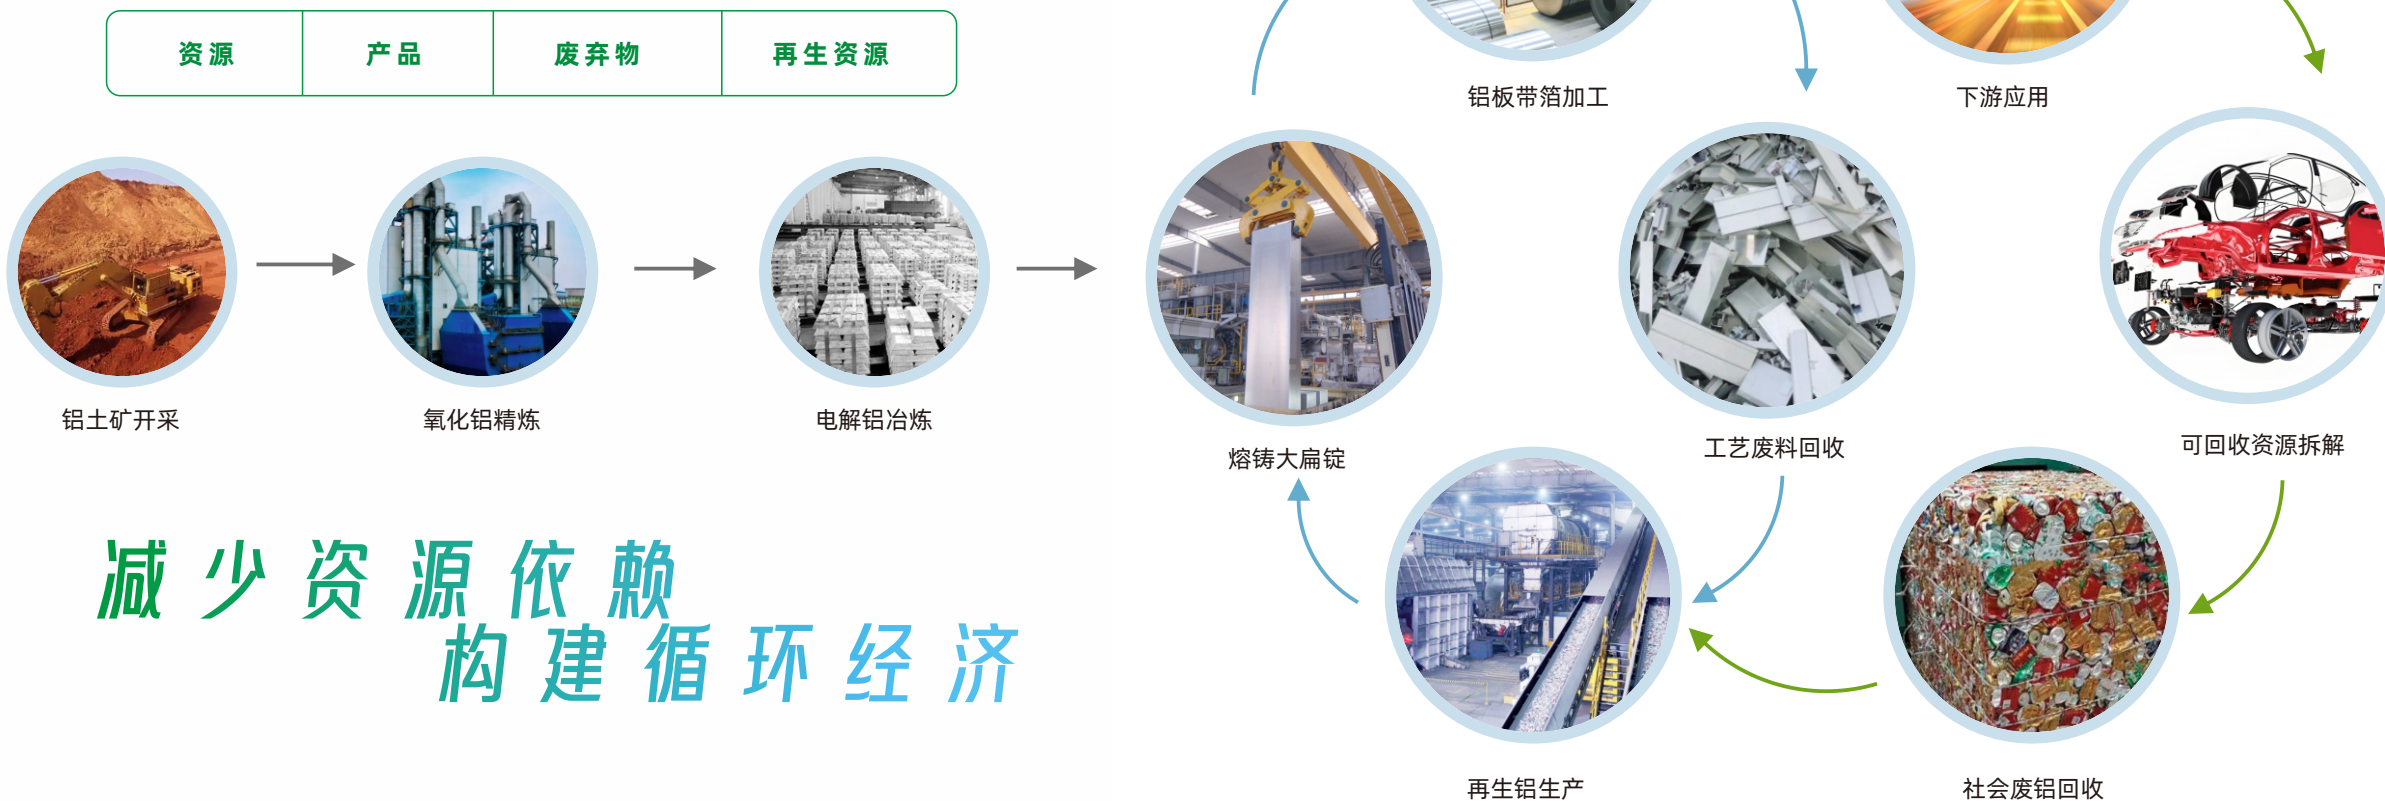 资源
产品
废弃物
再生资源
铝板带箔加工
下游应用
铝土矿开采
氧化铝精炼
电解铝冶炼
熔铸大扁锭
工艺废料回收
可回收资源拆解
减少资源依赖
构建循环经济
再生铝生产
社会废铝回收